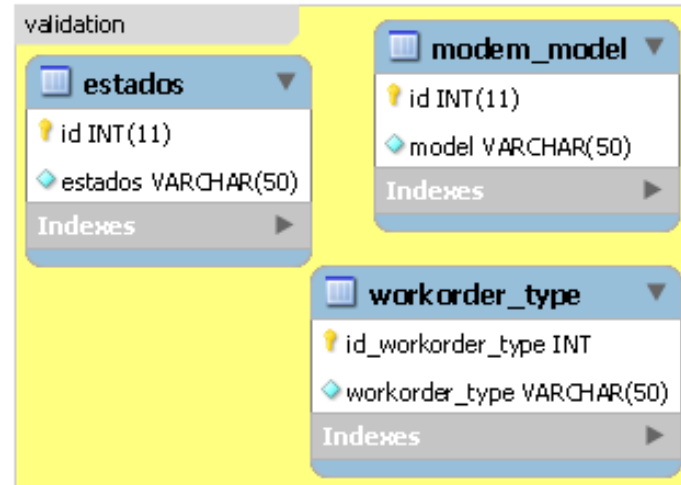 validation
estados
id INT(11)
estados VARCHAR(50)
Indexes
modem_model
id INT(11)
model VARCHAR(50)
Indexes
workorder_type
id_workorder_type INT
workorder_type VARCHAR(50)
Indexes